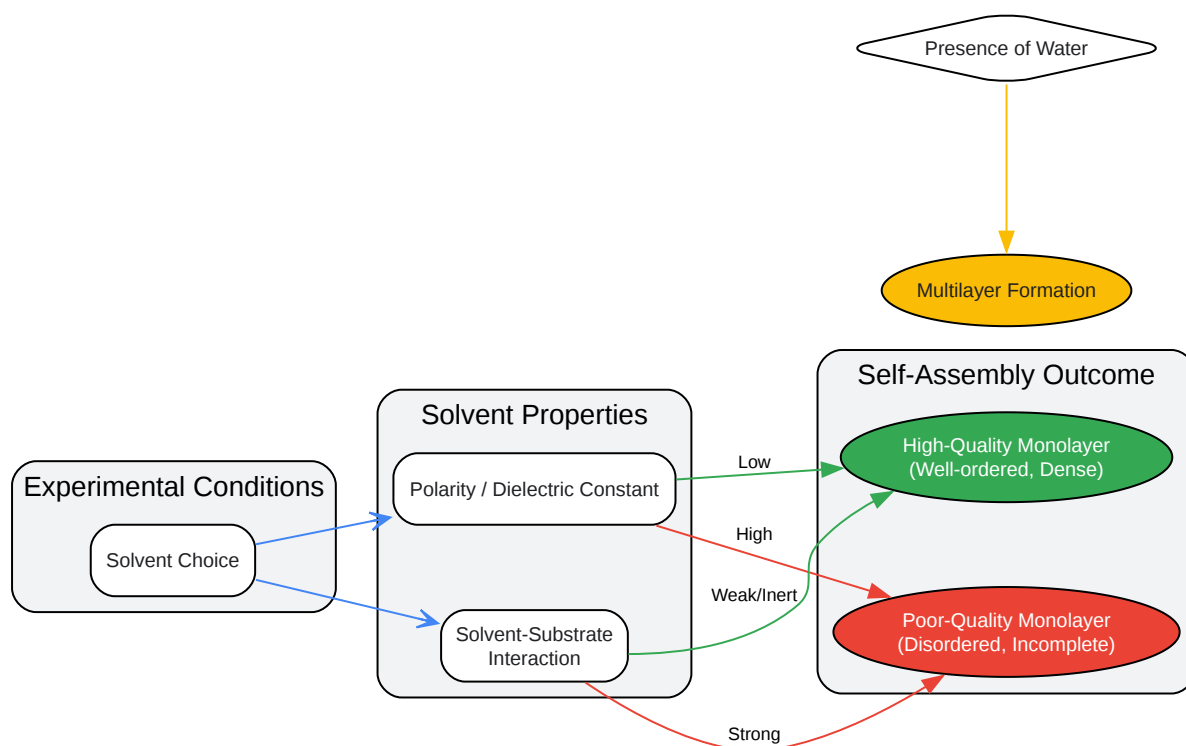 Presence of Water
Multilayer Formation
Experimental Conditions
Solvent Choice
Solvent Properties
Polarity / Dielectric Constant
Solvent-Substrate
Interaction
Low
High
Weak/Inert
Strong
Self-Assembly Outcome
High-Quality Monolayer
(Well-ordered, Dense)
Poor-Quality Monolayer
(Disordered, Incomplete)